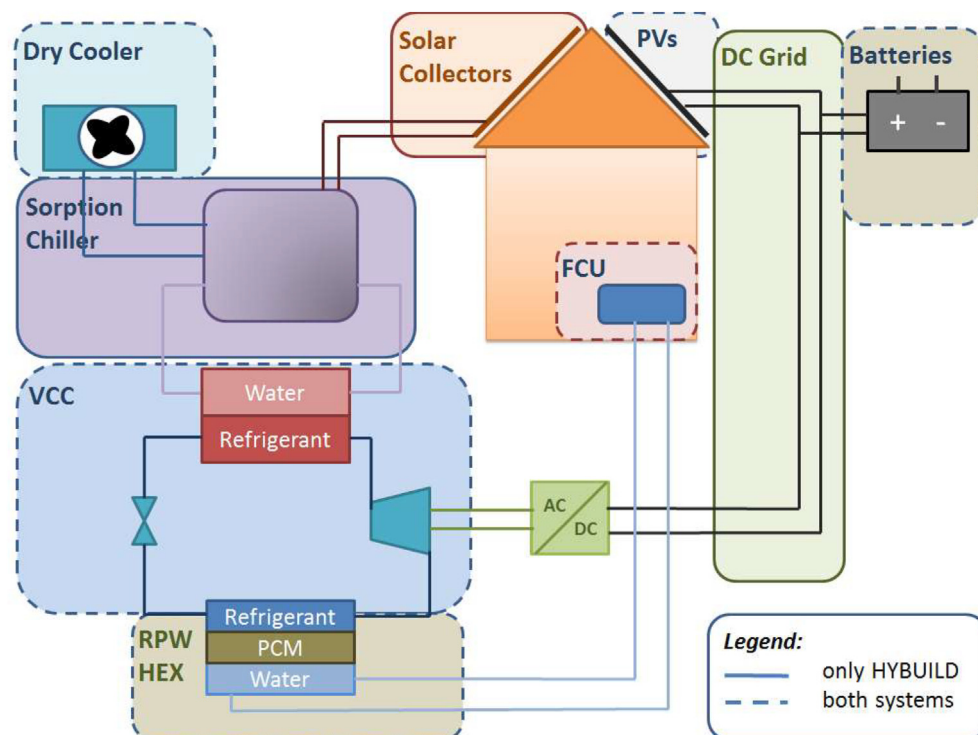 Dry Cooler
Solar
Collectors
PVs
DC Grid
Batteries
+ -
Sorption
Chiller
FCU
VCC
Water
Refrigerant
AC
DC
Refrigerant
RPW
HEX
PCM
Water
Legend:
only HYBUILD
both systems